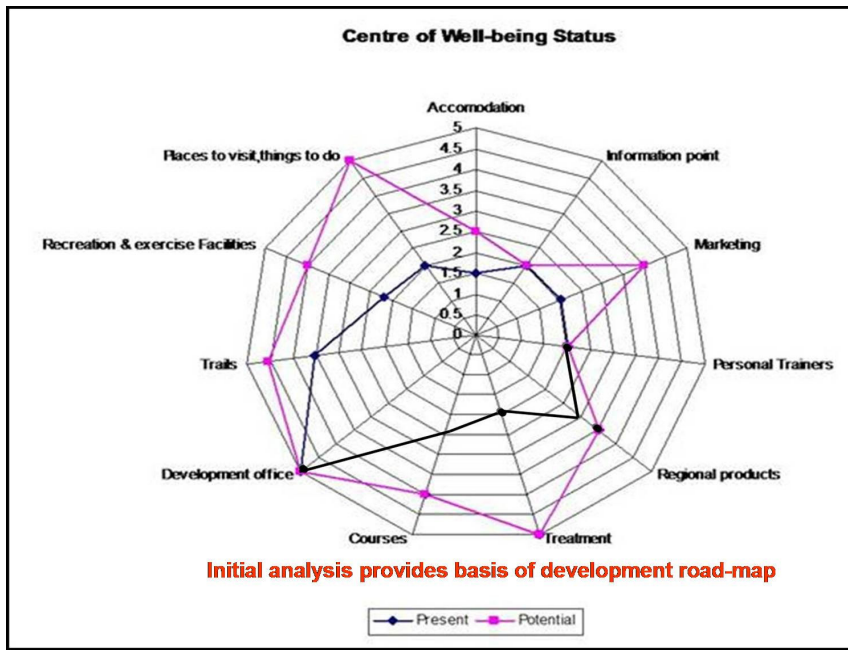 Centre of Well-being Status
Accomodation
Places to visit,things to do
Information point
Recreation & exercise Facilities
Marketing
Trails
Personal Trainers
Development office
Regional products
Courses
Treatment
5
4.5
4
3.5
3
2.5
2
1.5
1
0.5
0
Initial analysis provides basis of development road-map
Present
Potential